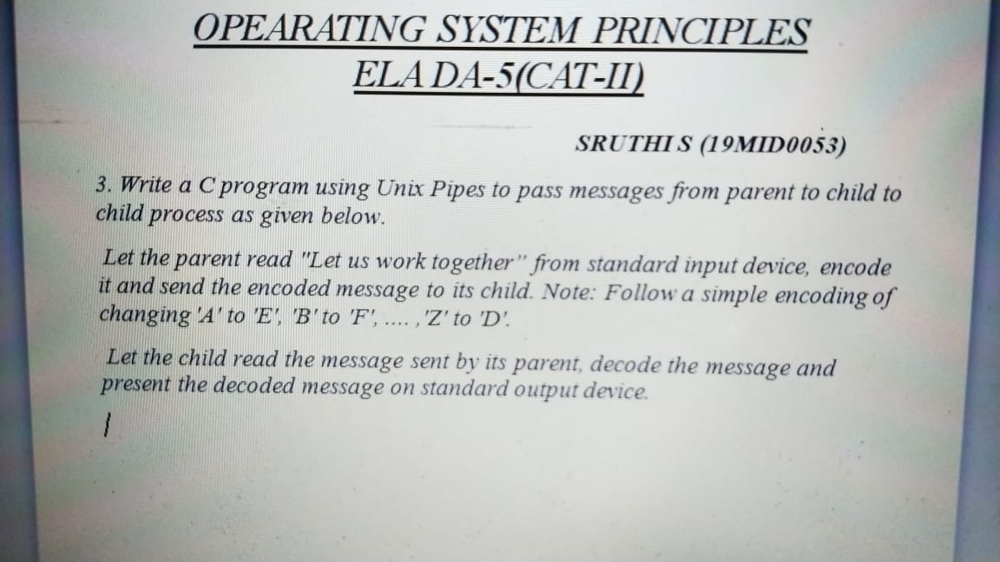 OPEARATING SYSTEM PRINCIPLES
ELA DA-5(CAT-II)
SRUTHI S (19MID0053)
3. Write a C program using Unix Pipes to pass messages from parent to child to
child process as given below.
Let the parent read "Let us work together" from standard input device, encode
it and send the encoded message to its child. Note: Follow a simple encoding of
changing 'A' to 'E', 'B' to 'F', .... ,'Z' to 'D'.
Let the child read the message sent by its parent, decode the message and
present the decoded message on standard output device.